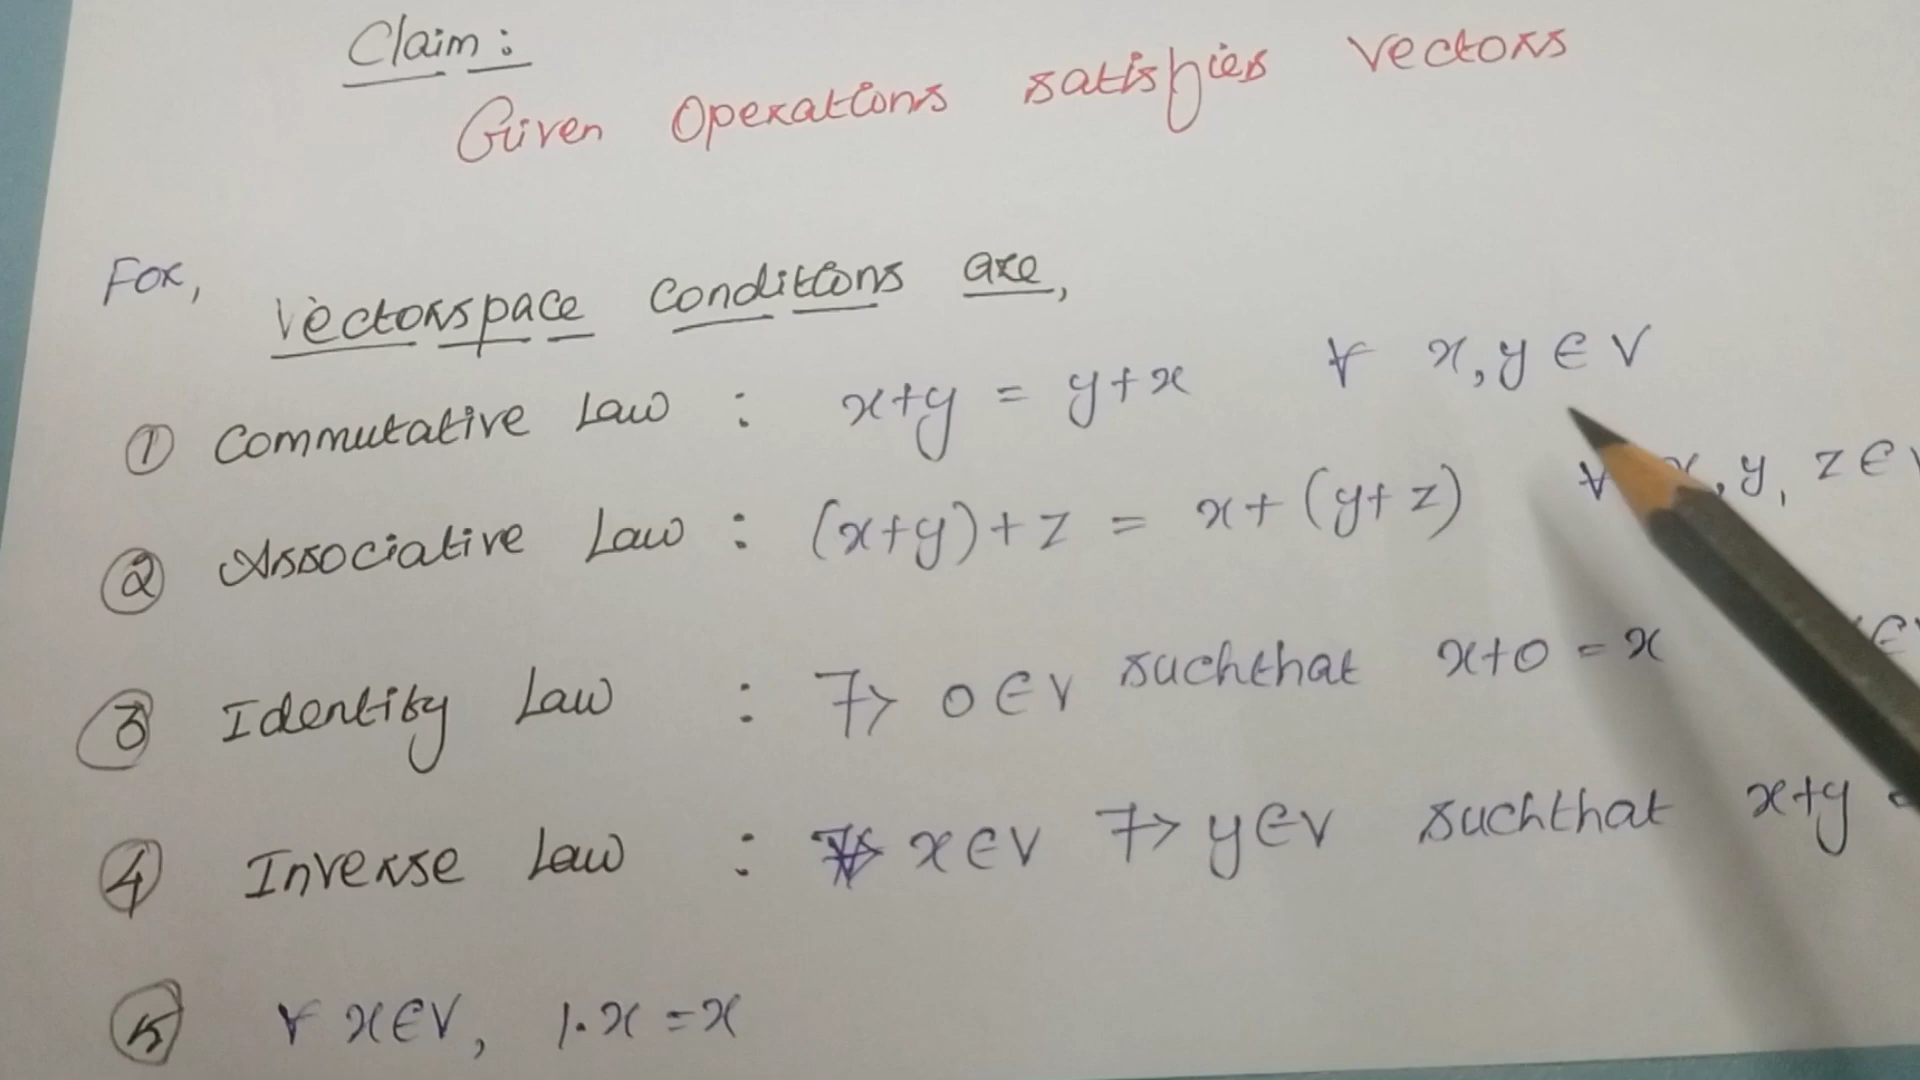 Claim:
Given Operations satisfies Vectors
For,
Vectorspace conditions are,
① Commutative Law : x+y = y+x ∀ x,y ∈ V
② Associative Law : (x+y)+z = x+(y+z) ∀ x, y, z ∈ V
③ Identity Law : ∃ 0 ∈ V suchthat x+0 = x
④ Inverse Law : ∀ x ∈ V ∃ y ∈ V suchthat x+y =
⑤ ∀ x ∈ V, 1.x = x